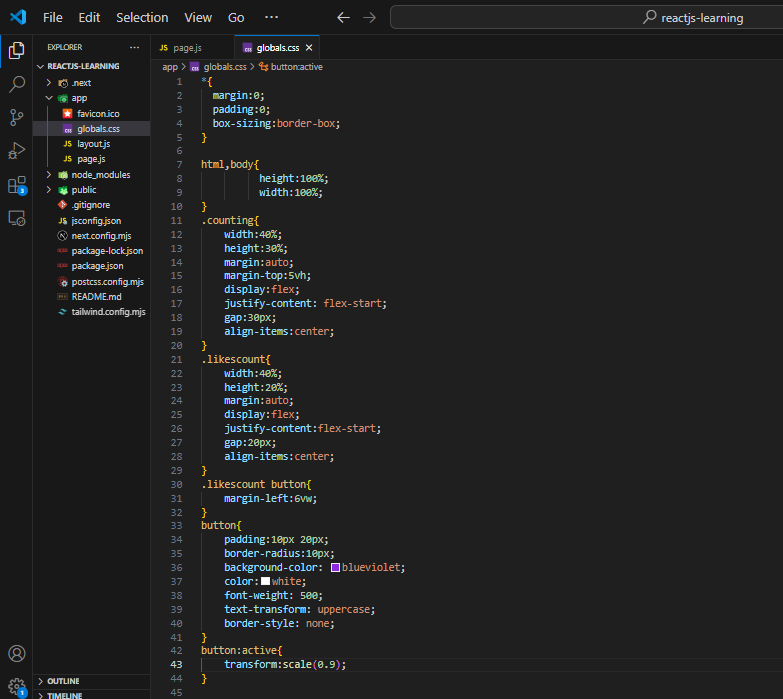 File Edit Selection View Go ··· reactjs-learning
EXPLORER ···
REACTJS-LEARNING
.next
app
favicon.ico
globals.css
layout.js
page.js
node_modules
public
.gitignore
jsconfig.json
next.config.mjs
package-lock.json
package.json
postcss.config.mjs
README.md
tailwind.config.mjs
OUTLINE
TIMELINE
3
1
JS page.js globals.css ×
app > globals.css > button:active
1 *{
2 margin:0;
3 padding:0;
4 box-sizing:border-box;
5 }
6
7 html,body{
8 height:100%;
9 width:100%;
10 }
11 .counting{
12 width:40%;
13 height:30%;
14 margin:auto;
15 margin-top:5vh;
16 display:flex;
17 justify-content: flex-start;
18 gap:30px;
19 align-items:center;
20 }
21 .likescount{
22 width:40%;
23 height:20%;
24 margin:auto;
25 display:flex;
26 justify-content:flex-start;
27 gap:20px;
28 align-items:center;
29 }
30 .likescount button{
31 margin-left:6vw;
32 }
33 button{
34 padding:10px 20px;
35 border-radius:10px;
36 background-color: blueviolet;
37 color:white;
38 font-weight: 500;
39 text-transform: uppercase;
40 border-style: none;
41 }
42 button:active{
43 transform:scale(0.9);
44 }
45